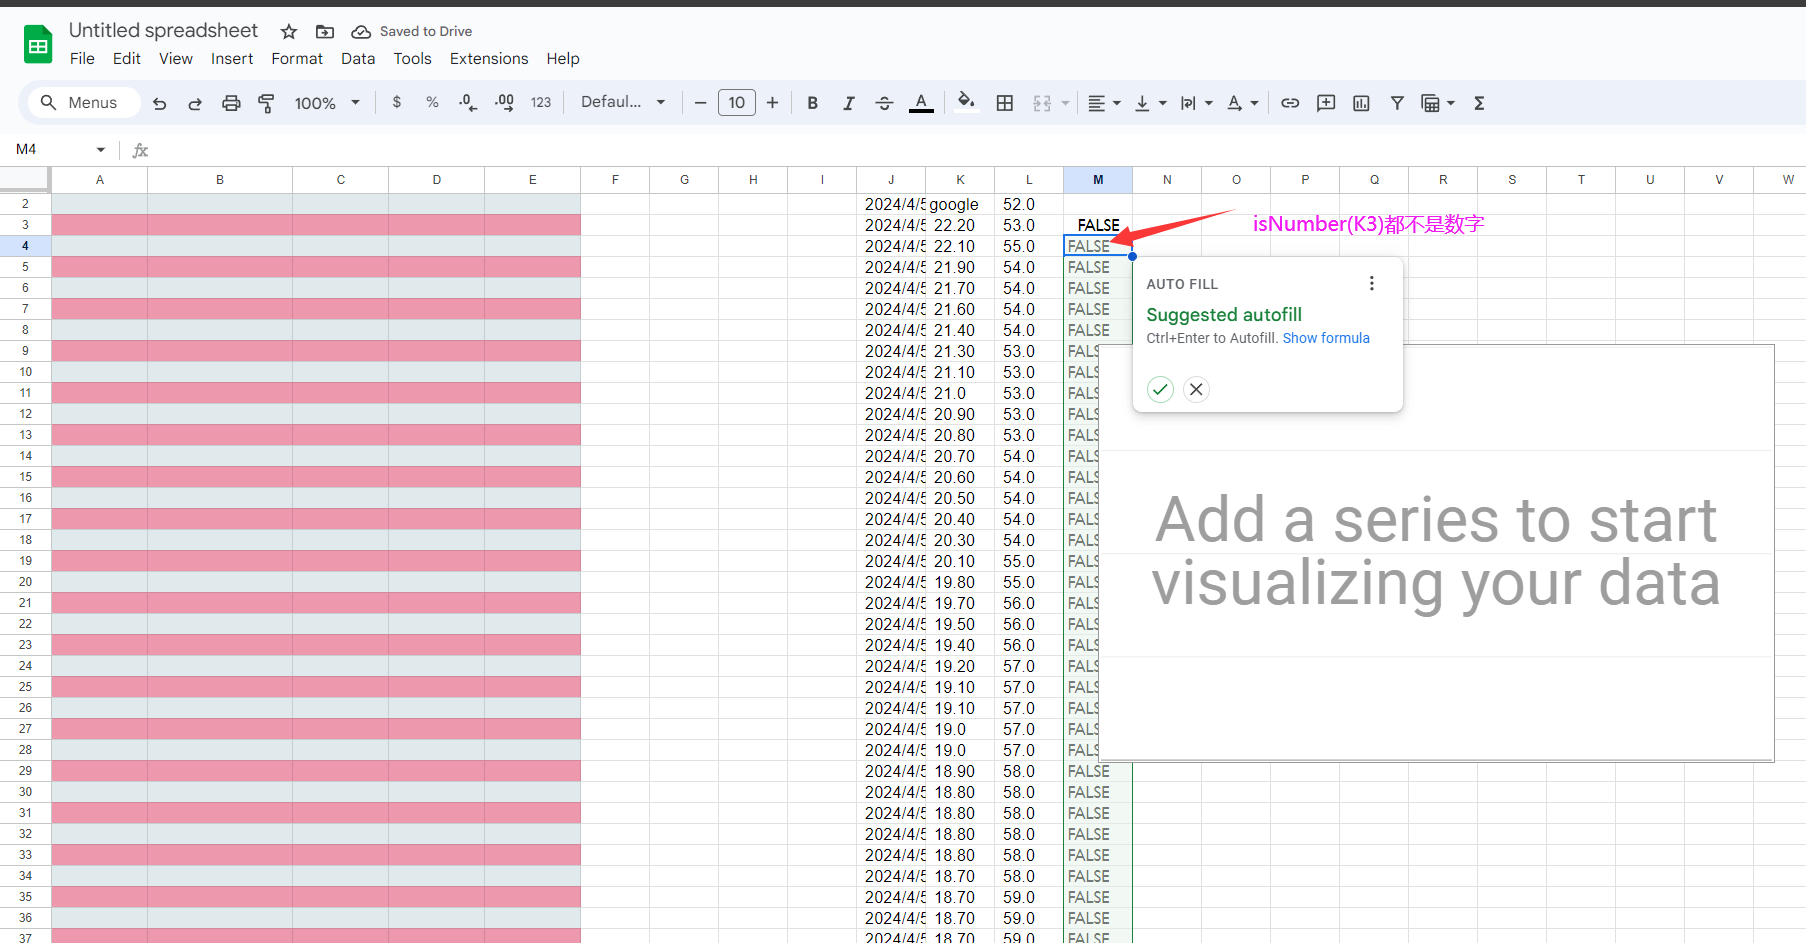 Untitled spreadsheet Saved to Drive
File Edit View Insert Format Data Tools Extensions Help
Menus 100% $ % .0 .00 123 Defaul... 10 B I A A Σ
M4 fx
A B C D E F G H I J K L M N O P Q R S T U V W
2 2024/4/5 google 52.0
3 2024/4/5 22.20 53.0 FALSE isNumber(K3)都不是数字
4 2024/4/5 22.10 55.0 FALSE
5 2024/4/5 21.90 54.0 FALSE
6 2024/4/5 21.70 54.0 FALSE
7 2024/4/5 21.60 54.0 FALSE
8 2024/4/5 21.40 54.0 FALSE
9 2024/4/5 21.30 53.0 FALS
10 2024/4/5 21.10 53.0 FALS
11 2024/4/5 21.0 53.0 FALS
12 2024/4/5 20.90 53.0 FALS
13 2024/4/5 20.80 53.0 FALS
14 2024/4/5 20.70 54.0 FALS
15 2024/4/5 20.60 54.0 FALS
16 2024/4/5 20.50 54.0 FALS
17 2024/4/5 20.40 54.0 FALS
18 2024/4/5 20.30 54.0 FALS
19 2024/4/5 20.10 55.0 FALS
20 2024/4/5 19.80 55.0 FALS
21 2024/4/5 19.70 56.0 FALS
22 2024/4/5 19.50 56.0 FALS
23 2024/4/5 19.40 56.0 FALS
24 2024/4/5 19.20 57.0 FALS
25 2024/4/5 19.10 57.0 FALS
26 2024/4/5 19.10 57.0 FALS
27 2024/4/5 19.0 57.0 FALS
28 2024/4/5 19.0 57.0 FALS
29 2024/4/5 18.90 58.0 FALSE
30 2024/4/5 18.80 58.0 FALSE
31 2024/4/5 18.80 58.0 FALSE
32 2024/4/5 18.80 58.0 FALSE
33 2024/4/5 18.80 58.0 FALSE
34 2024/4/5 18.70 58.0 FALSE
35 2024/4/5 18.70 59.0 FALSE
36 2024/4/5 18.70 59.0 FALSE
37 2024/4/5 18.70 59.0 FALSE
AUTO FILL
Suggested autofill
Ctrl+Enter to Autofill. Show formula
Add a series to start
visualizing your data